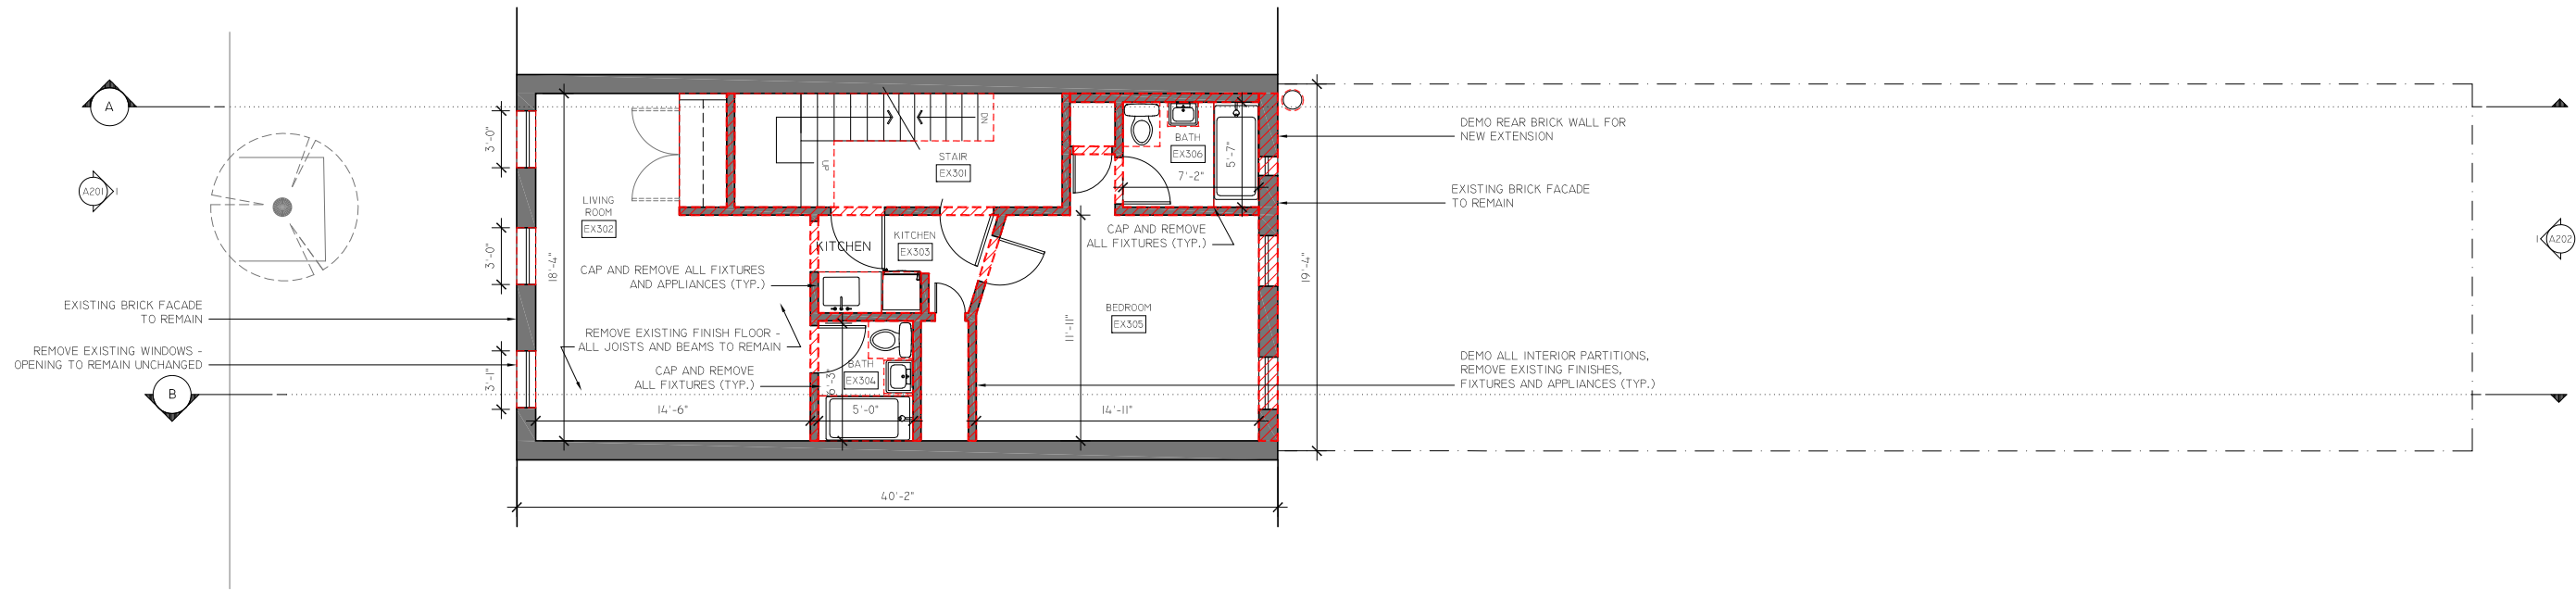 A
A201
1
3'-0"
3'-0"
3'-1"
18'-4"
EXISTING BRICK FACADE
TO REMAIN
REMOVE EXISTING WINDOWS -
OPENING TO REMAIN UNCHANGED
B
LIVING
ROOM
EX302
UP
DN
STAIR
EX301
KITCHEN
KITCHEN
EX303
CAP AND REMOVE ALL FIXTURES
AND APPLIANCES (TYP.)
REMOVE EXISTING FINISH FLOOR -
ALL JOISTS AND BEAMS TO REMAIN
CAP AND REMOVE
ALL FIXTURES (TYP.)
BATH
EX304
14'-6"
5'-0"
14'-11"
11'-11"
BEDROOM
EX305
CAP AND REMOVE
ALL FIXTURES (TYP.)
BATH
EX306
7'-2"
5'-7"
19'-4"
40'-2"
DEMO REAR BRICK WALL FOR
NEW EXTENSION
EXISTING BRICK FACADE
TO REMAIN
DEMO ALL INTERIOR PARTITIONS,
REMOVE EXISTING FINISHES,
FIXTURES AND APPLIANCES (TYP.)
1
A202